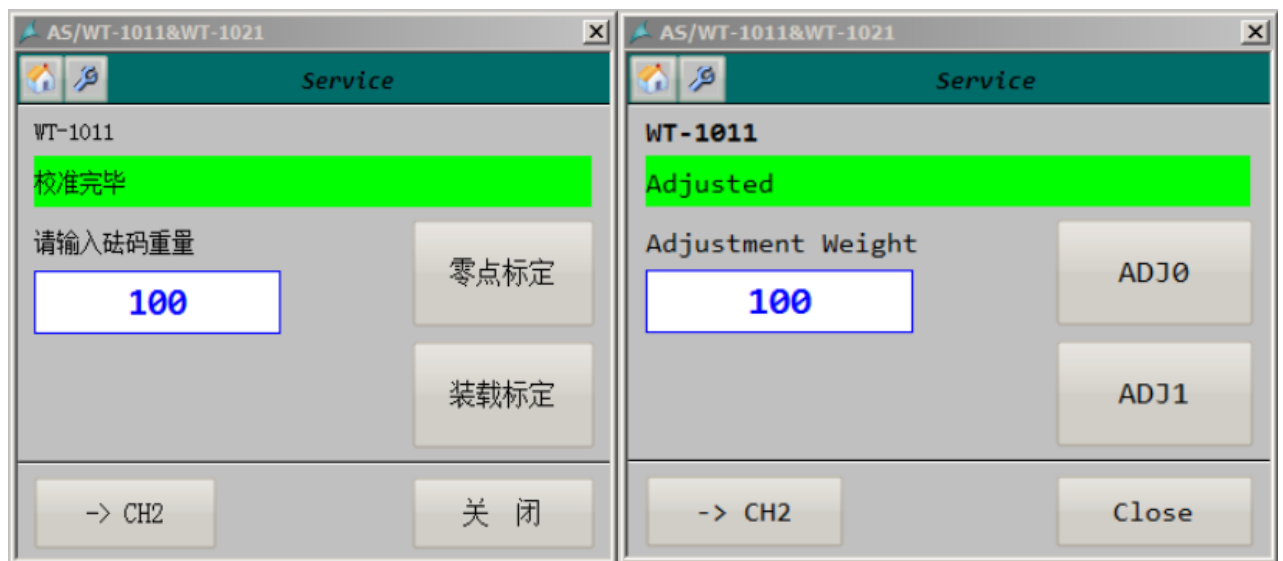 AS/WT-1011&WT-1021
Service
WT-1011
校准完毕
请输入砝码重量
100
零点标定
装载标定
-> CH2
关 闭
AS/WT-1011&WT-1021
Service
WT-1011
Adjusted
Adjustment Weight
100
ADJ0
ADJ1
-> CH2
Close